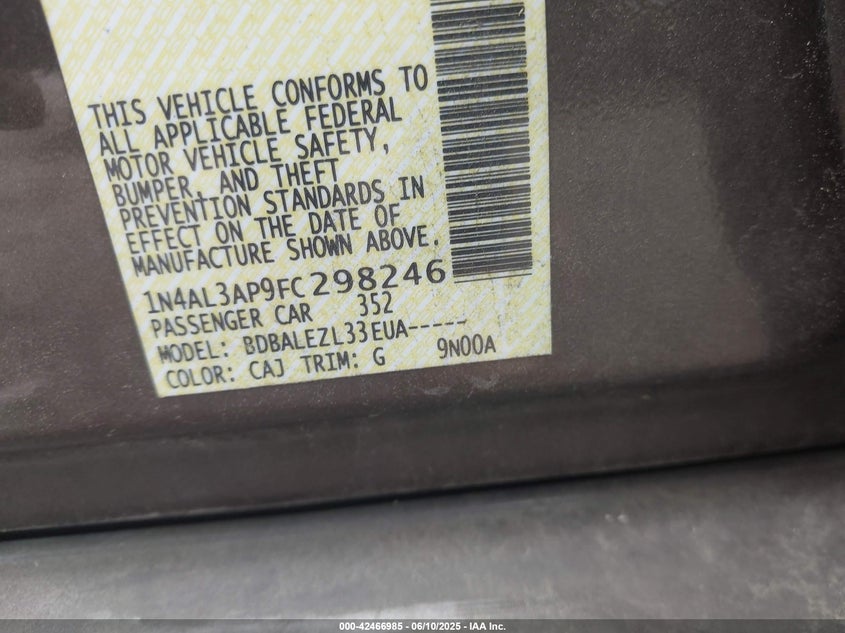 THIS VEHICLE CONFORMS TO
ALL APPLICABLE FEDERAL
MOTOR VEHICLE SAFETY,
BUMPER, AND THEFT
PREVENTION STANDARDS IN
EFFECT ON THE DATE OF
MANUFACTURE SHOWN ABOVE.
1N4AL3AP9FC298246
PASSENGER CAR 352
MODEL: BDBALEZL33EUA-----
COLOR: CAJ TRIM: G 9N00A
000-42466985 - 06/10/2025 - IAA Inc.